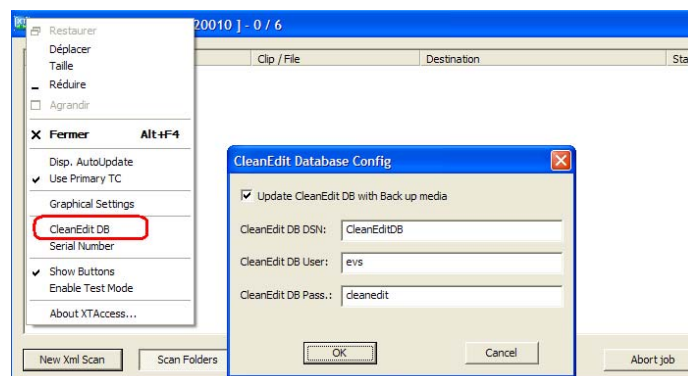 20010 ] - 0 / 6
Restaurer
Déplacer
Taille
Réduire
Agrandir
Fermer Alt+F4
Disp. AutoUpdate
Use Primary TC
Graphical Settings
CleanEdit DB
Serial Number
Show Buttons
Enable Test Mode
About XTAccess...
Clip / File Destination Sta
CleanEdit Database Config
Update CleanEdit DB with Back up media
CleanEdit DB DSN: CleanEditDB
CleanEdit DB User: evs
CleanEdit DB Pass.: cleanedit
OK Cancel
New Xml Scan Scan Folders Abort job